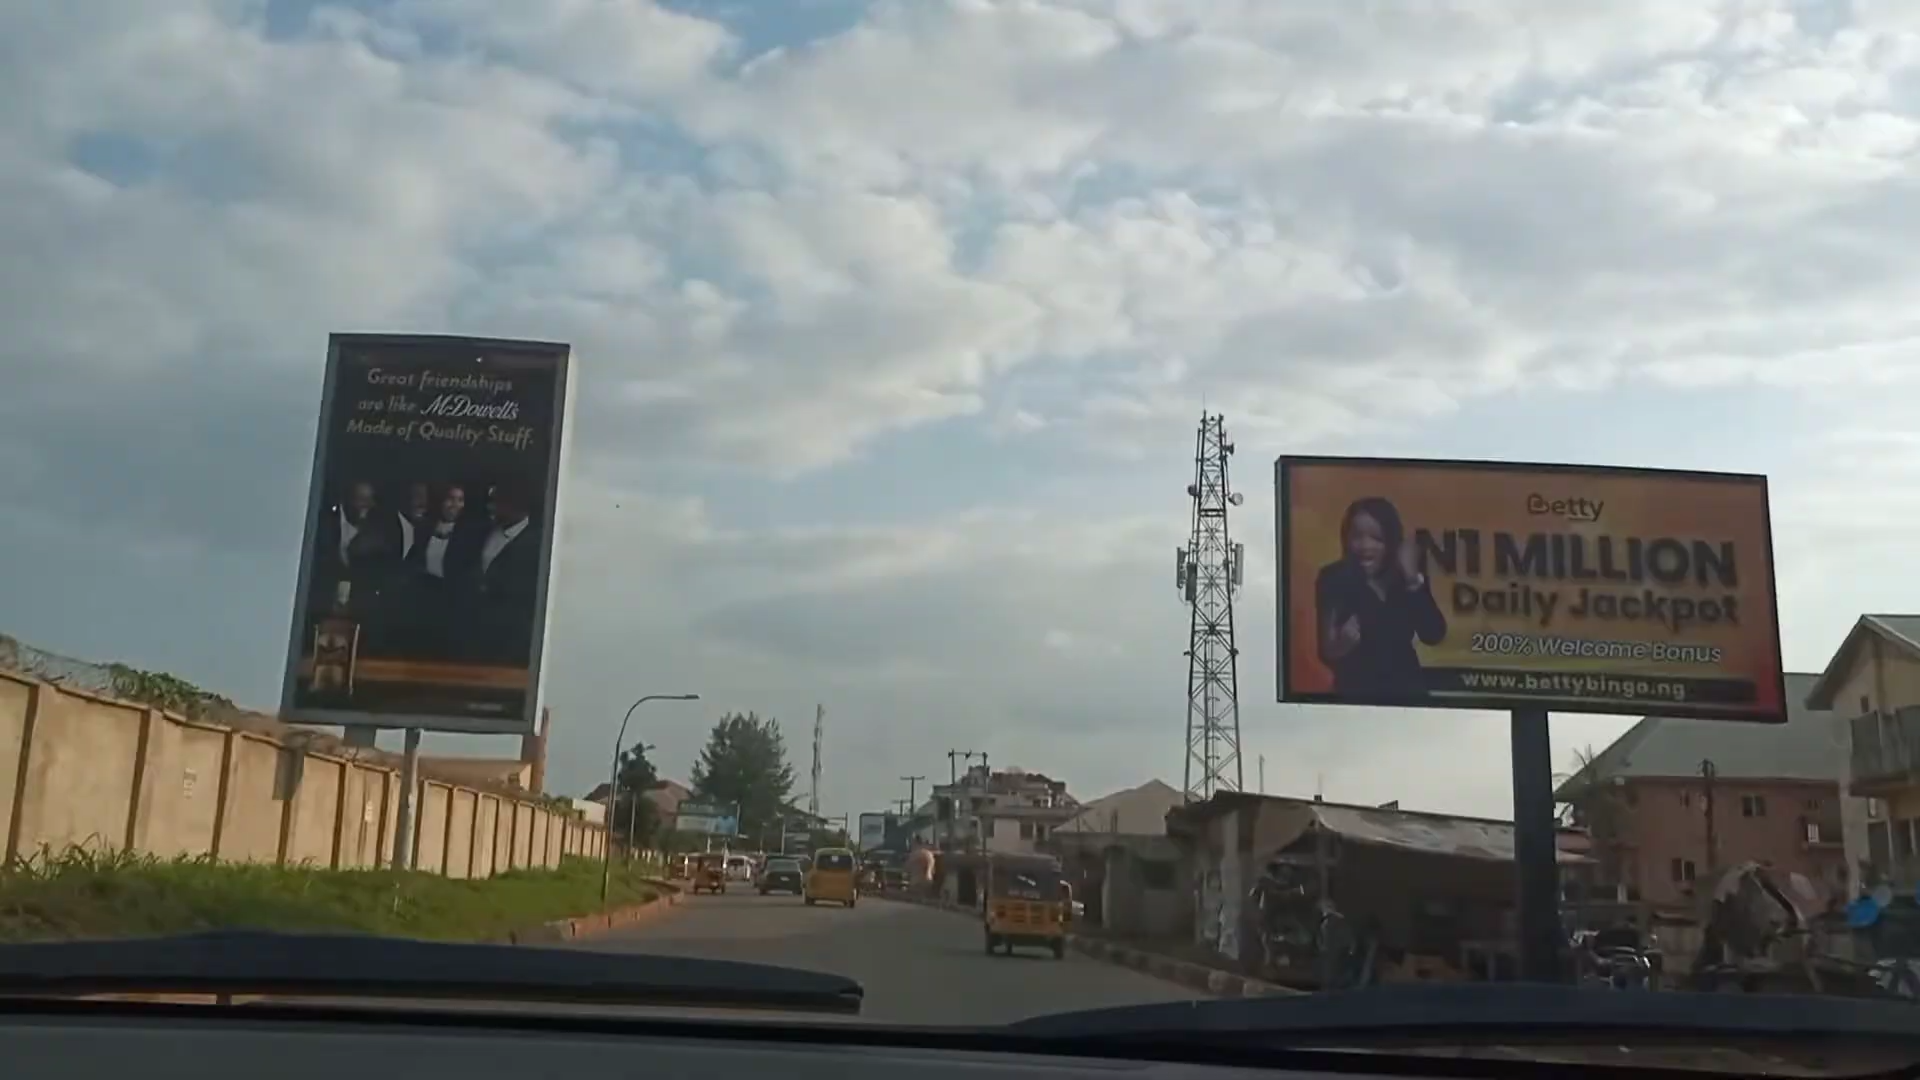 Great friendships
are like McDowell's
Made of Quality Stuff.
Betty
N1 MILLION
Daily Jackpot
200% Welcome Bonus
www.bettybingo.ng